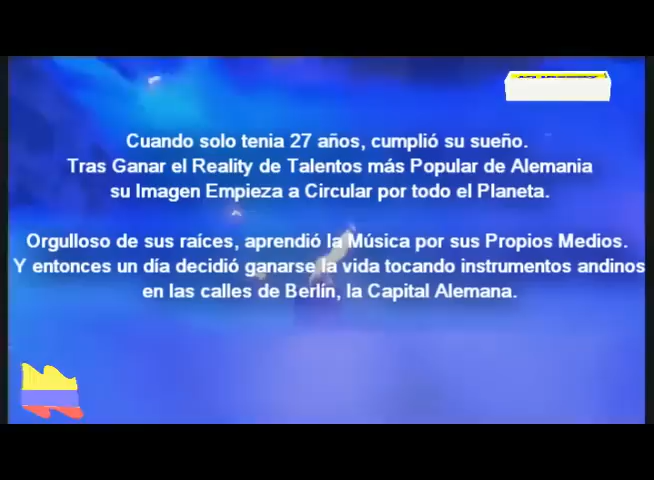 Cuando solo tenia 27 años, cumplió su sueño.
Tras Ganar el Reality de Talentos más Popular de Alemania
su Imagen Empieza a Circular por todo el Planeta.
Orgulloso de sus raíces, aprendió la Música por sus Propios Medios.
Y entonces un día decidió ganarse la vida tocando instrumentos andinos
en las calles de Berlín, la Capital Alemana.